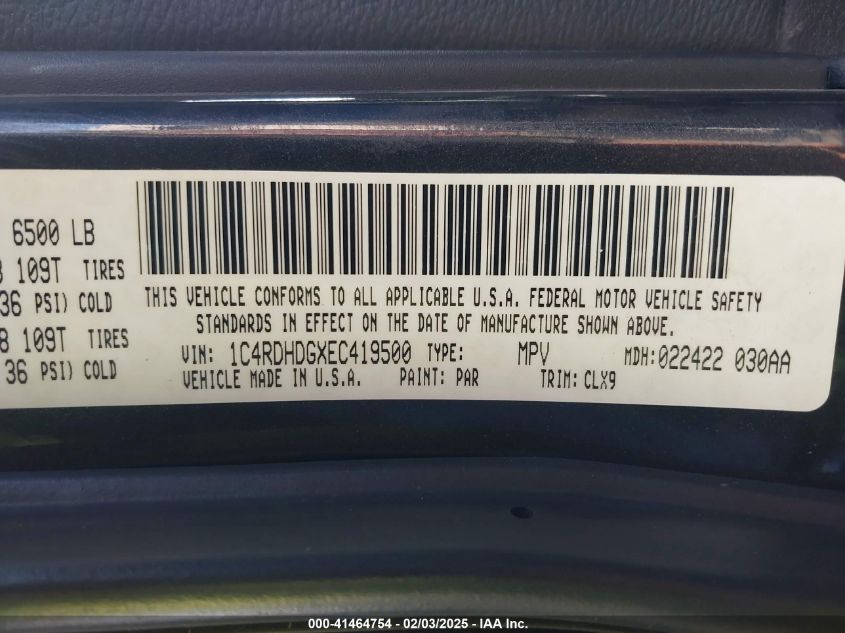 6500 LB
109T TIRES
36 PSI) COLD
THIS VEHICLE CONFORMS TO ALL APPLICABLE U.S.A. FEDERAL MOTOR VEHICLE SAFETY
STANDARDS IN EFFECT ON THE DATE OF MANUFACTURE SHOWN ABOVE.
8 109T TIRES
VIN: 1C4RDHDGXEC419500 TYPE: MPV MDH:022422 030AA
36 PSI) COLD
VEHICLE MADE IN U.S.A. PAINT: PAR TRIM: CLX9
000-41464754 - 02/03/2025 - IAA Inc.